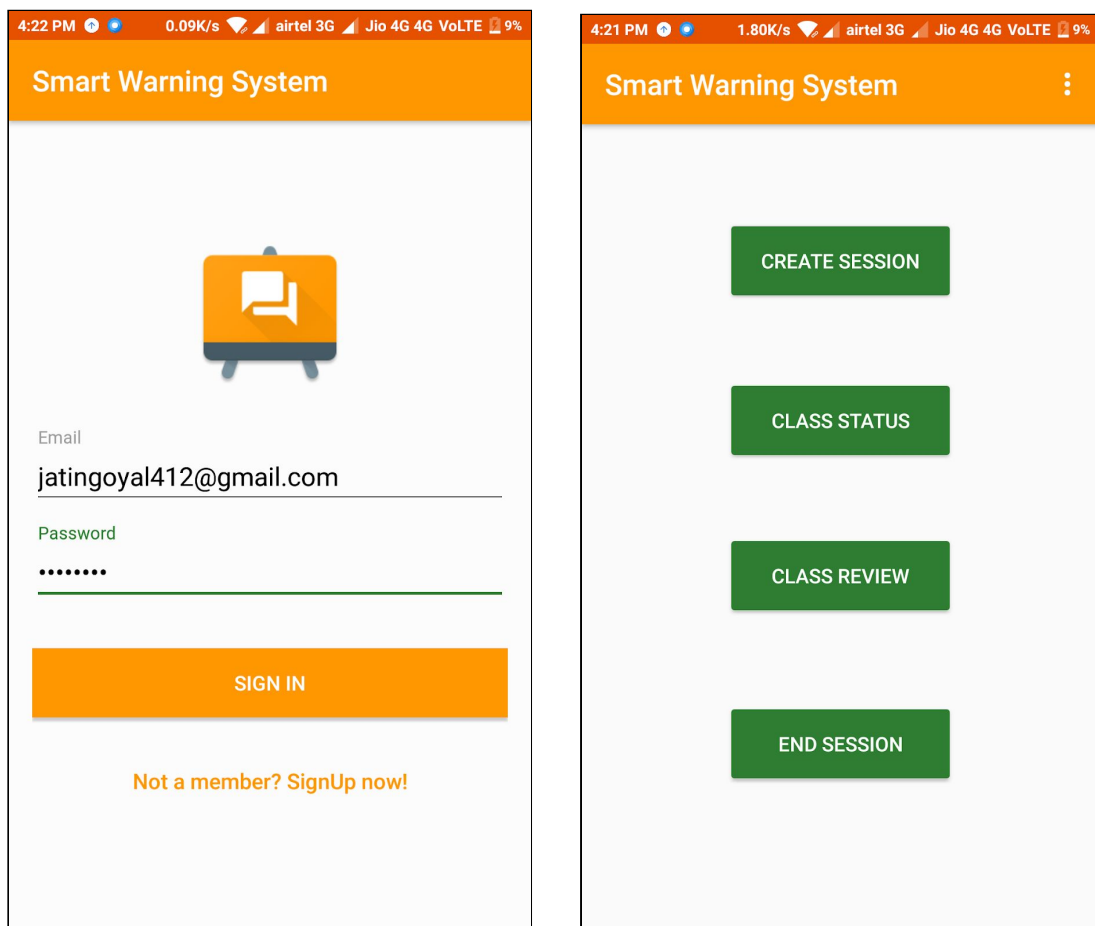 4:22 PM 0.09K/s airtel 3G Jio 4G 4G VoLTE 9%
Smart Warning System
Email
jatingoyal412@gmail.com
Password
••••••••
SIGN IN
Not a member? SignUp now!
4:21 PM 1.80K/s airtel 3G Jio 4G 4G VoLTE 9%
Smart Warning System
CREATE SESSION
CLASS STATUS
CLASS REVIEW
END SESSION